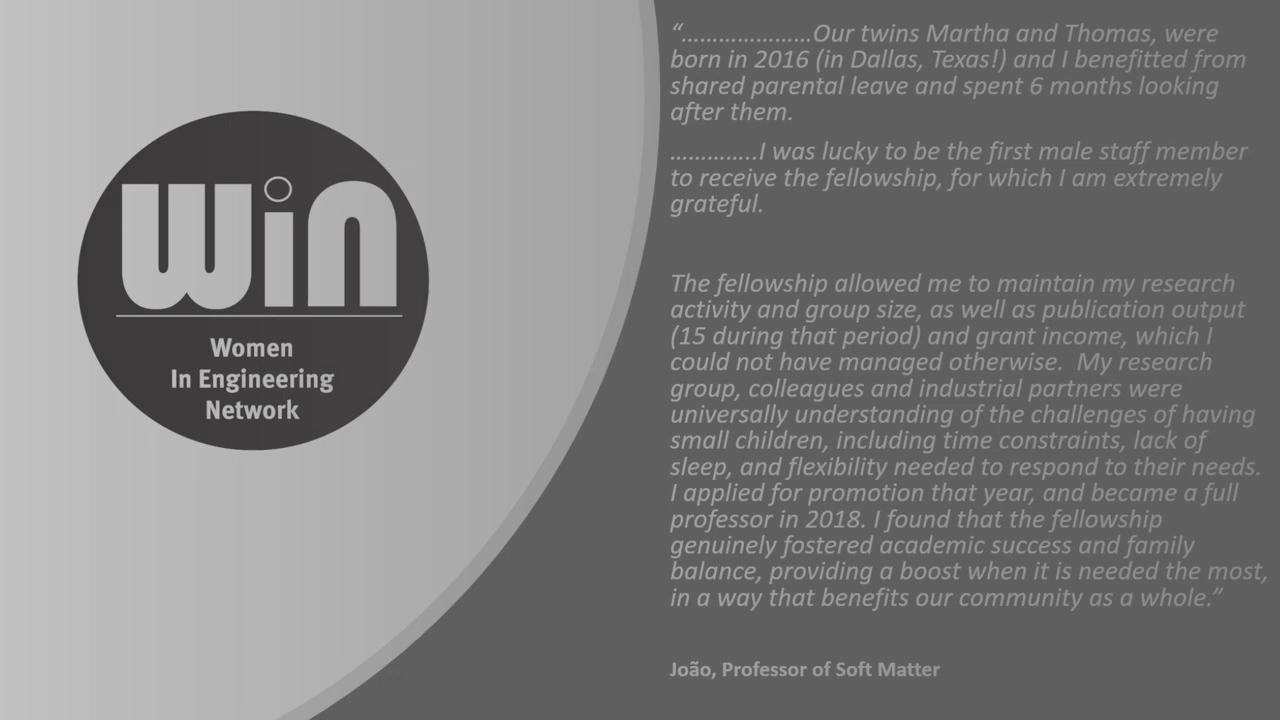 win
Women
In Engineering
Network
“…………………Our twins Martha and Thomas, were
born in 2016 (in Dallas, Texas!) and I benefitted from
shared parental leave and spent 6 months looking
after them.
…………..I was lucky to be the first male staff member
to receive the fellowship, for which I am extremely
grateful.
The fellowship allowed me to maintain my research
activity and group size, as well as publication output
(15 during that period) and grant income, which I
could not have managed otherwise.  My research
group, colleagues and industrial partners were
universally understanding of the challenges of having
small children, including time constraints, lack of
sleep, and flexibility needed to respond to their needs.
I applied for promotion that year, and became a full
professor in 2018. I found that the fellowship
genuinely fostered academic success and family
balance, providing a boost when it is needed the most,
in a way that benefits our community as a whole.”
João, Professor of Soft Matter